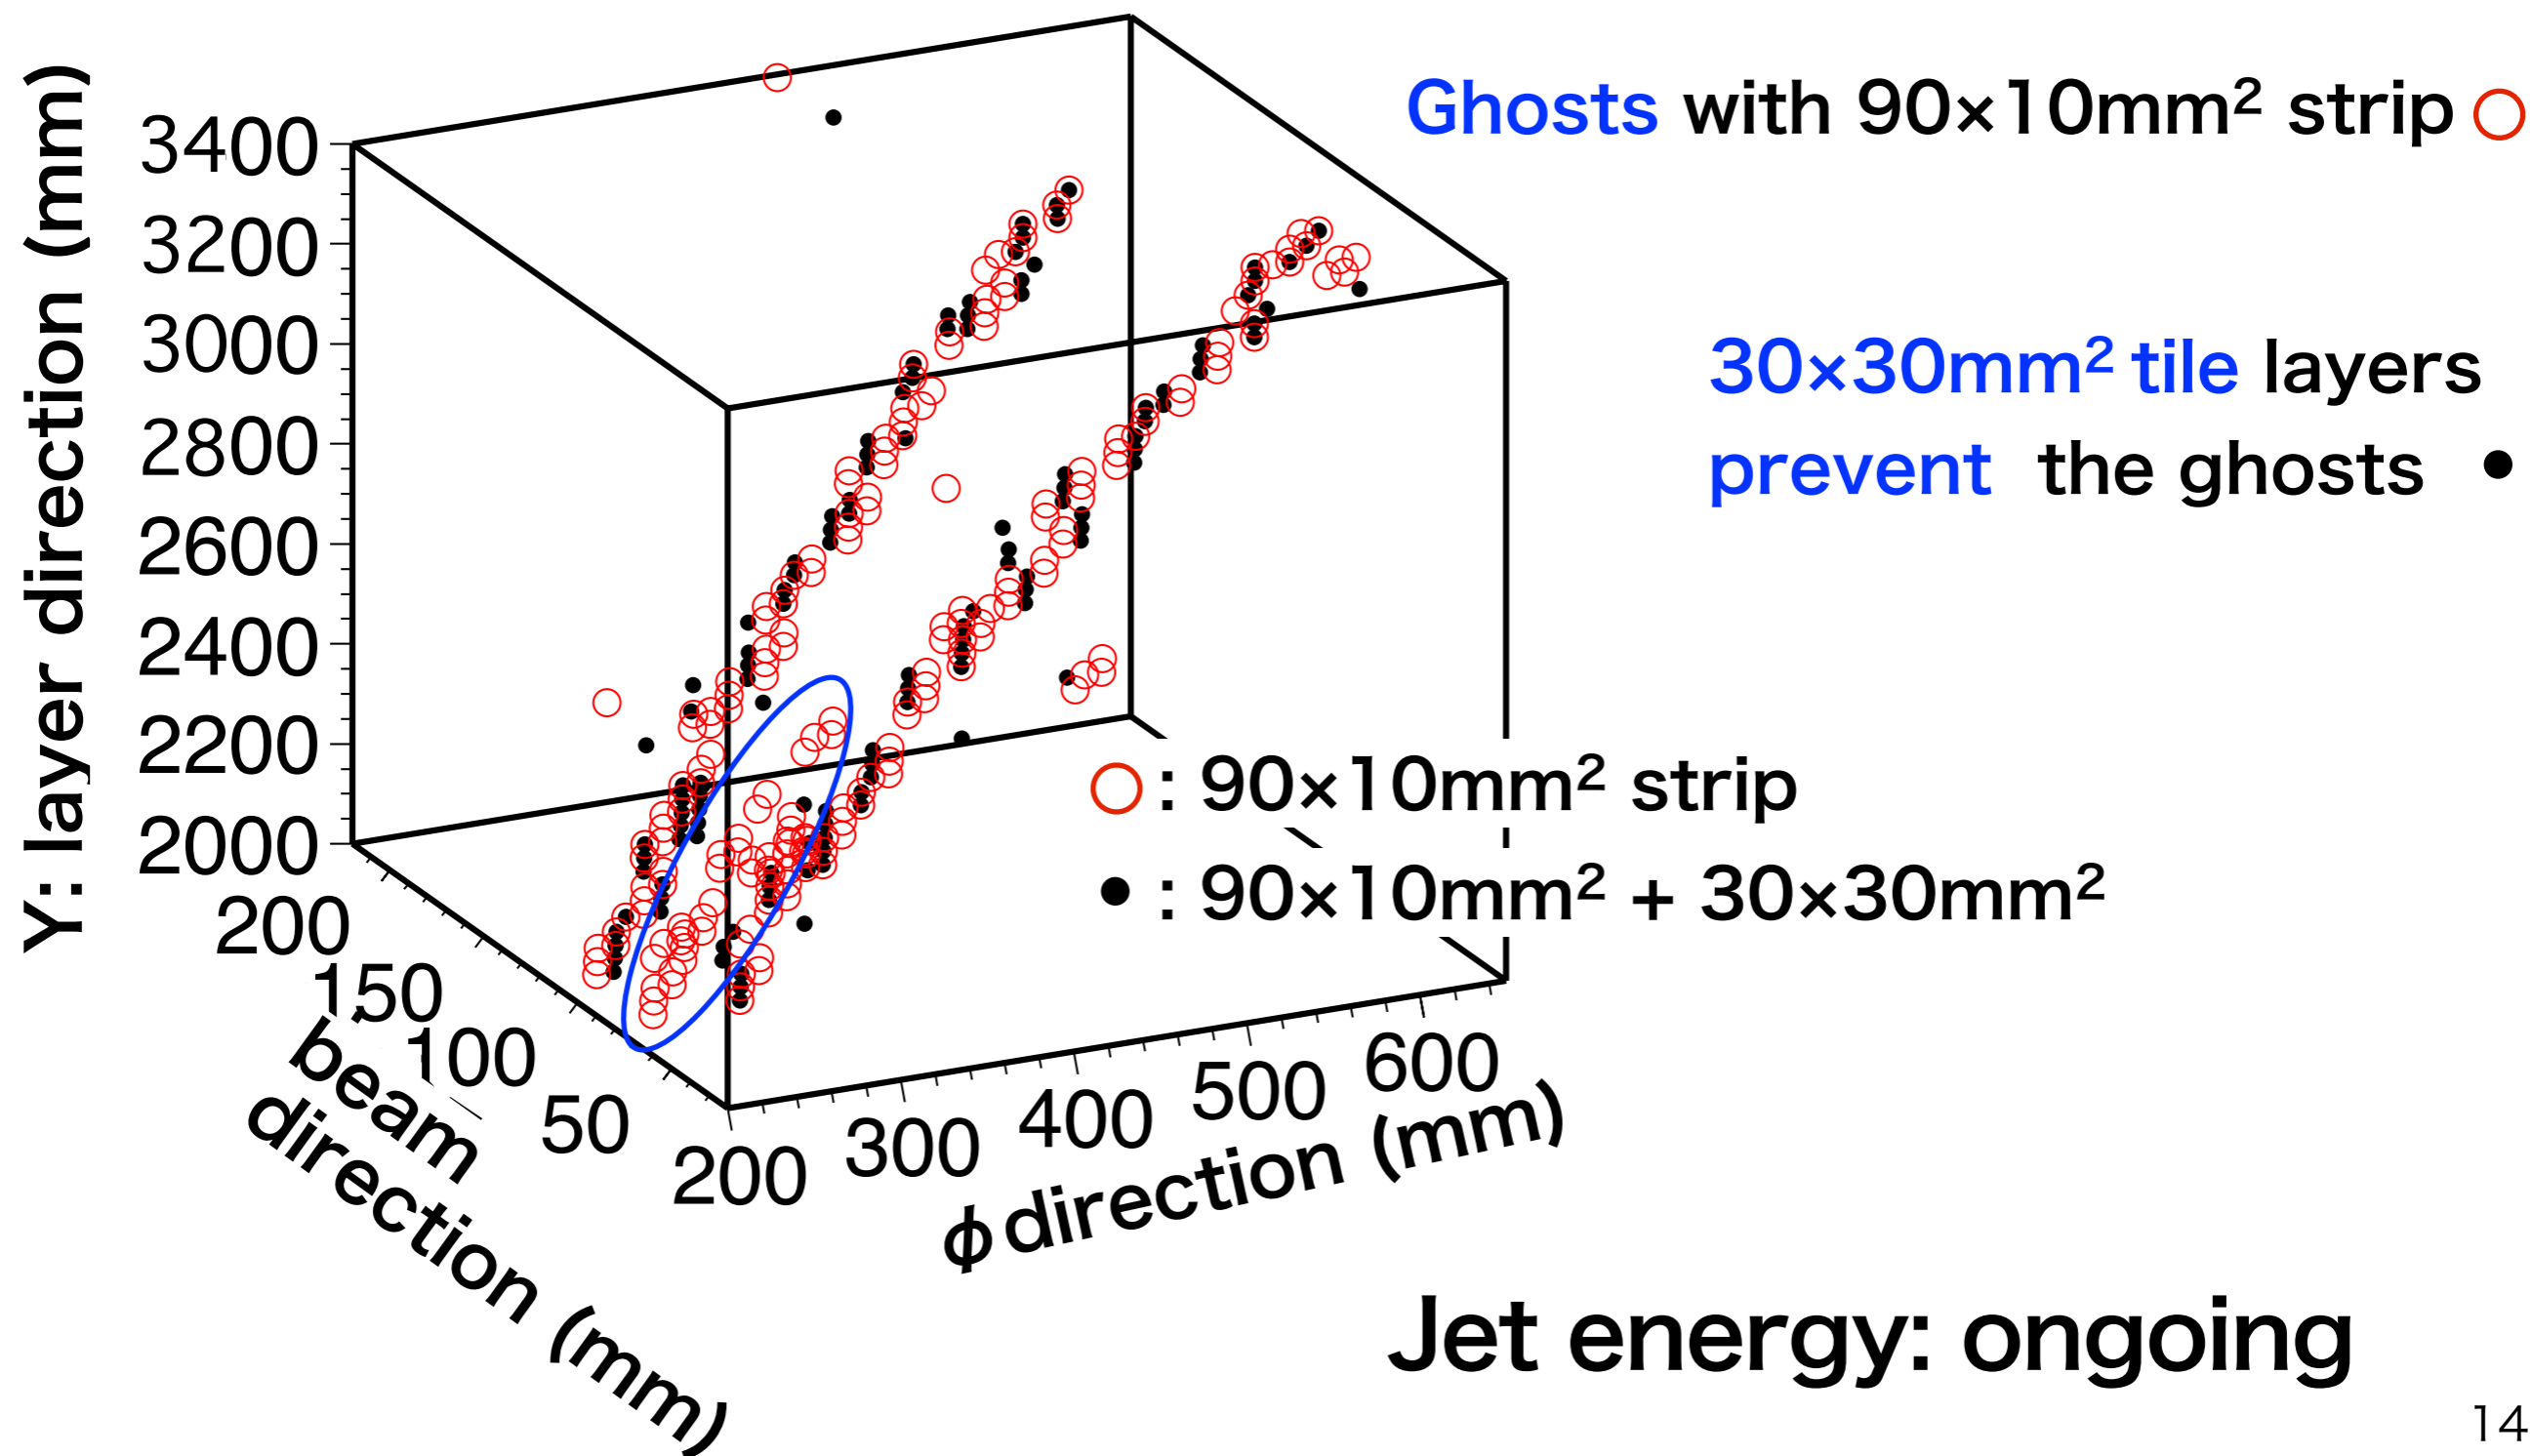 Ghosts with 90×10mm² strip
30×30mm² tile layers
prevent the ghosts
Y: layer direction (mm)
3400
3200
3000
2800
2600
2400
2200
2000
: 90×10mm² strip
: 90×10mm² + 30×30mm²
200
150
100
50
beam
direction (mm)
200
300
400
500
600
ϕ direction (mm)
Jet energy: ongoing
14